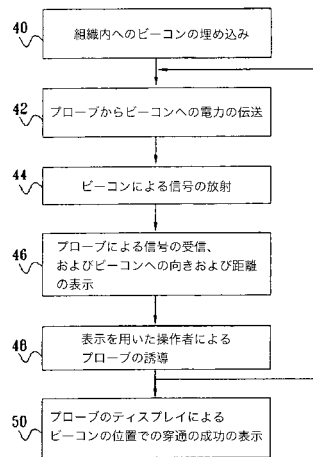 40
組織内へのビーコンの埋め込み
42
プローブからビーコンへの電力の伝送
44
ビーコンによる信号の放射
46
プローブによる信号の受信、
およびビーコンへの向きおよび距離
の表示
48
表示を用いた操作者による
プローブの誘導
50
プローブのディスプレイによる
ビーコンの位置での穿通の成功の表示